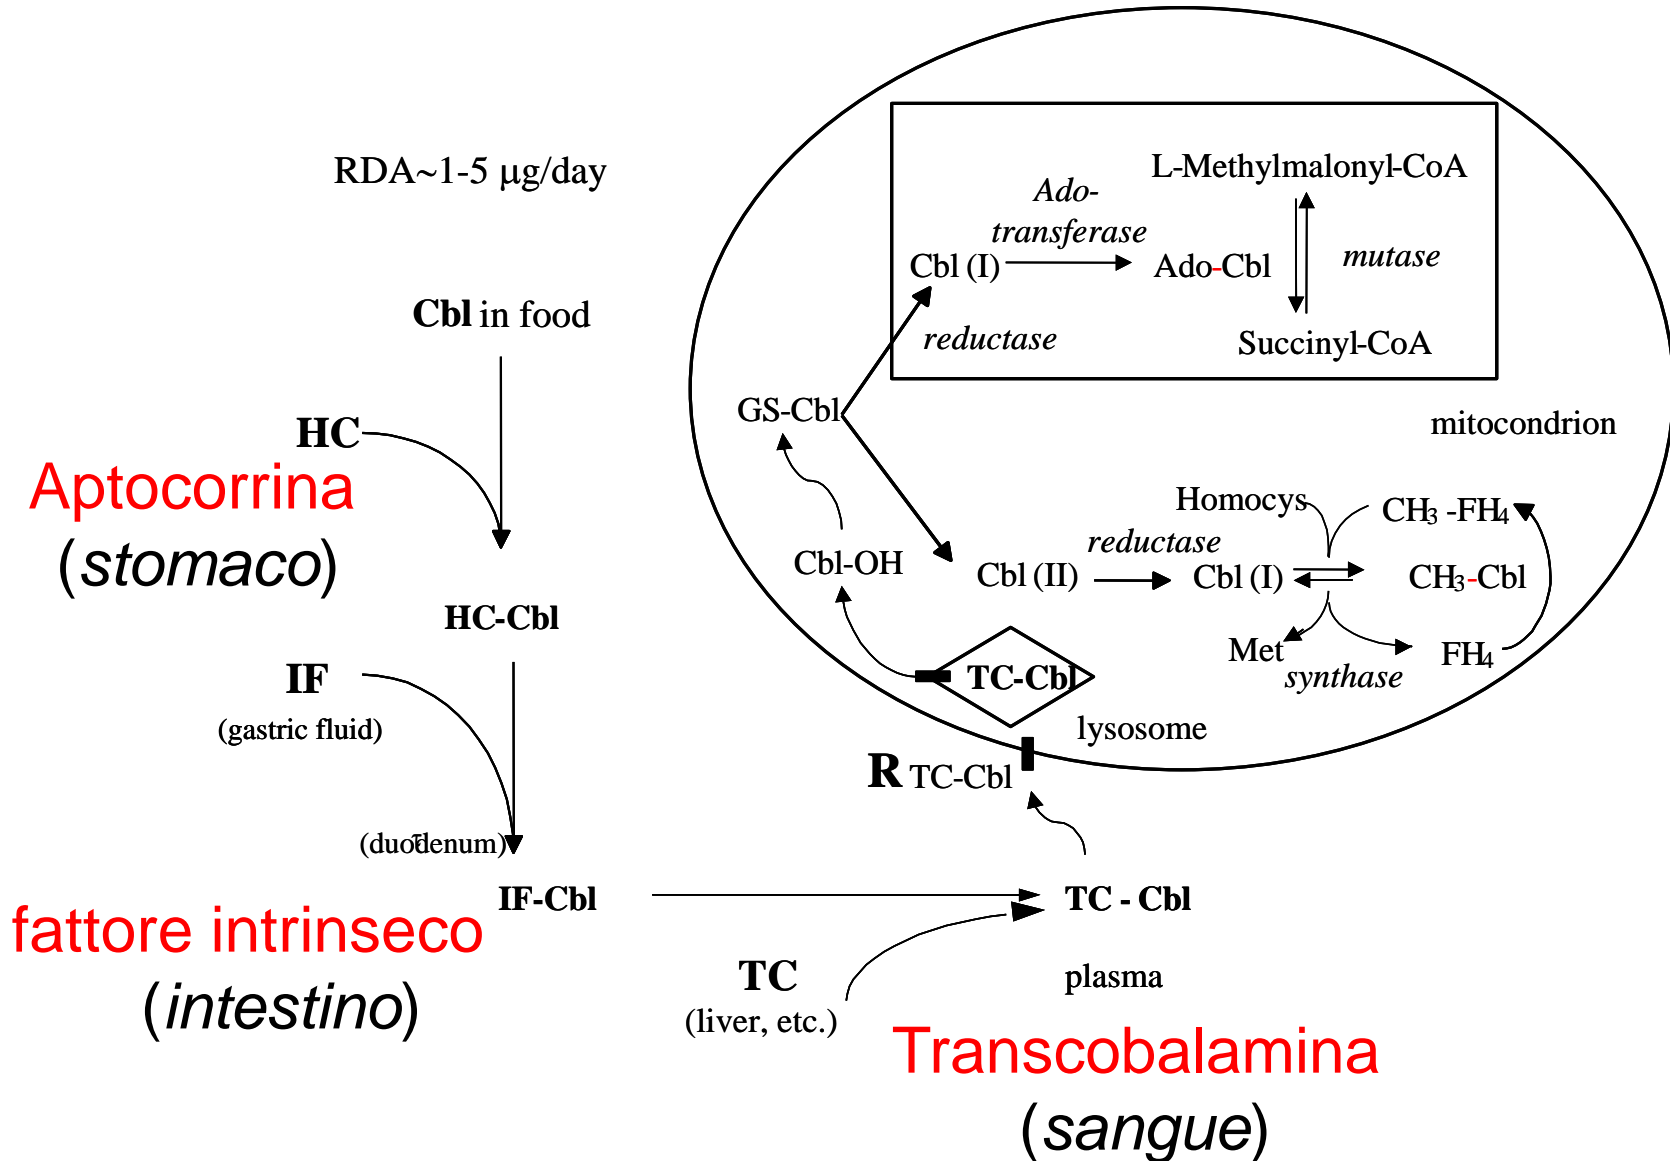 RDA~1-5 μg/day
Cbl in food
HC
Aptocorrina
(stomaco)
HC-Cbl
IF
(gastric fluid)
(duodenum)
IF-Cbl
fattore intrinseco
(intestino)
TC
(liver, etc.)
TC - Cbl
plasma
Transcobalamina
(sangue)
R TC-Cbl
lysosome
TC-Cbl
Cbl-OH
GS-Cbl
reductase
Cbl (I)
Ado-
transferase
Ado-Cbl
L-Methylmalonyl-CoA
mutase
Succinyl-CoA
mitocondrion
Cbl (II)
reductase
Cbl (I)
Homocys
CH3 -FH4
CH3-Cbl
Met
synthase
FH4